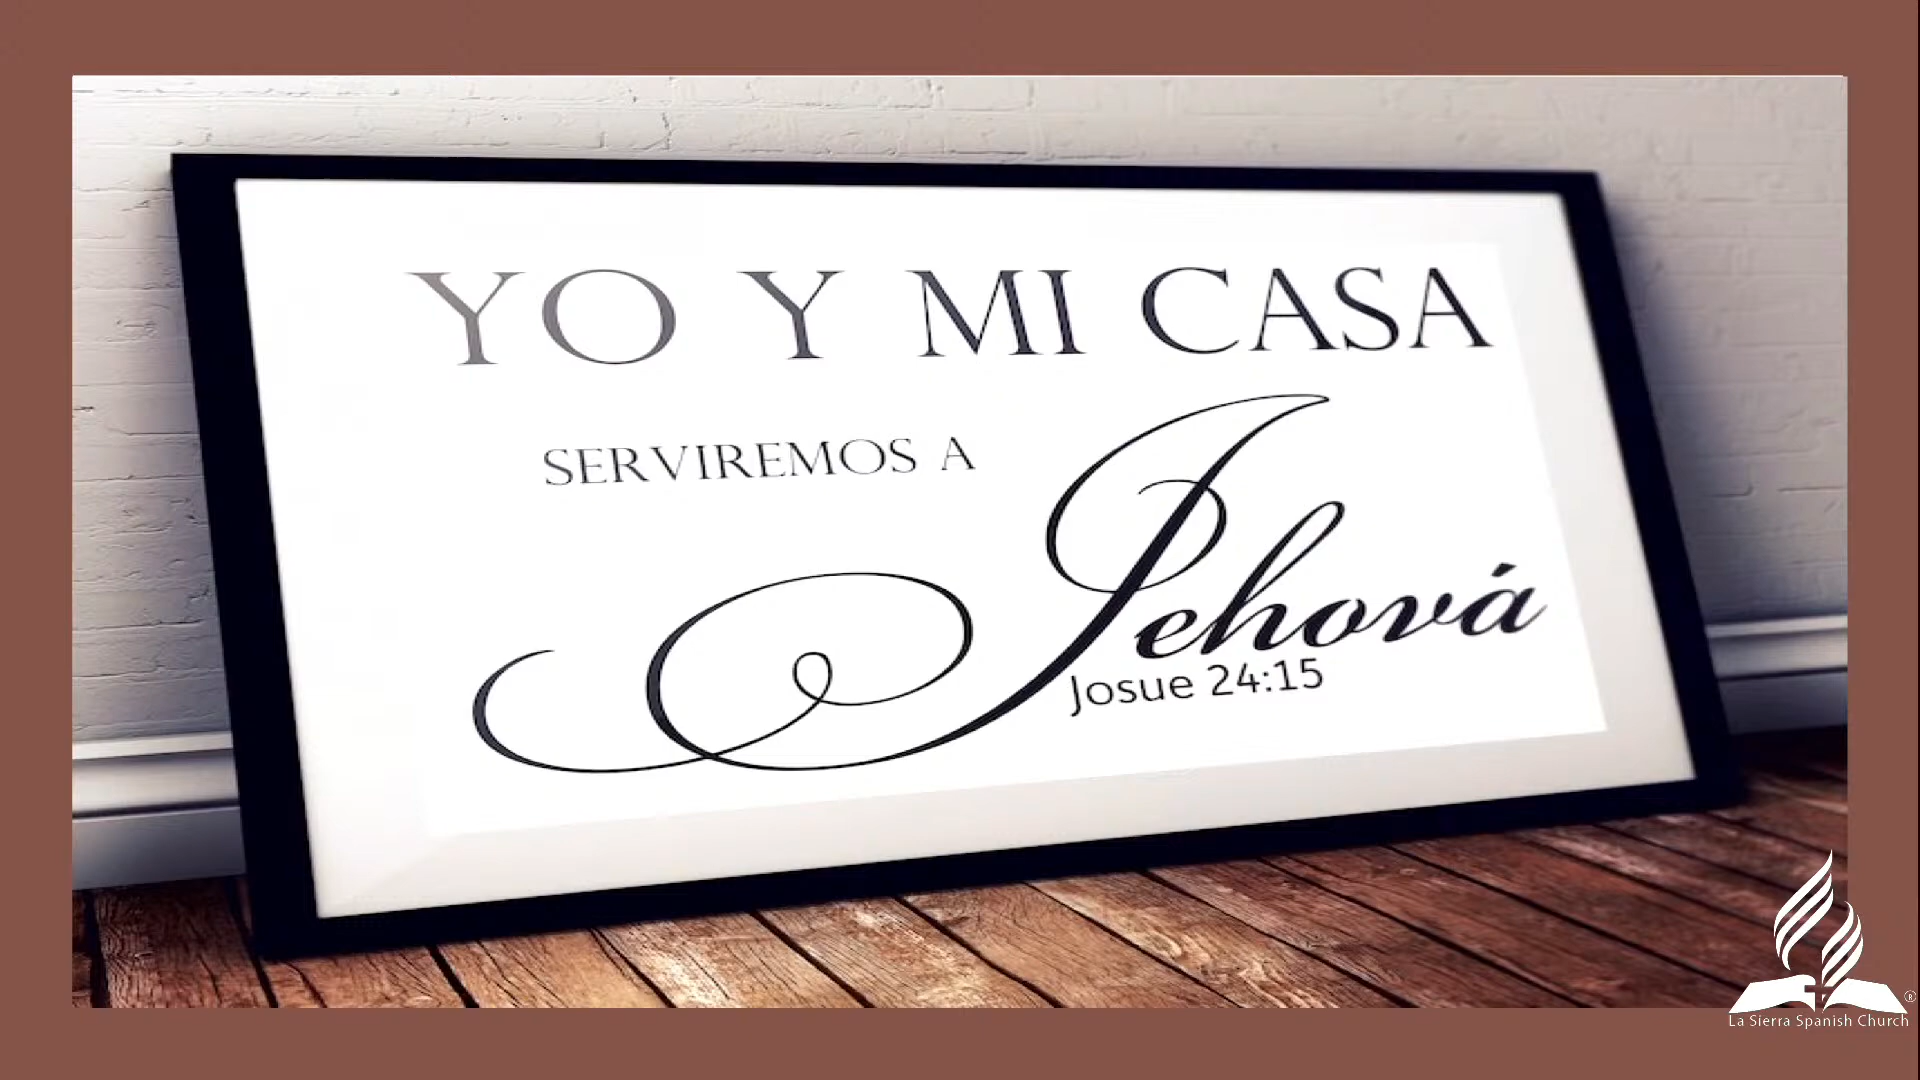 YO Y MI CASA
SERVIREMOS A
Jehová
Josue 24:15
La Sierra Spanish Church
®